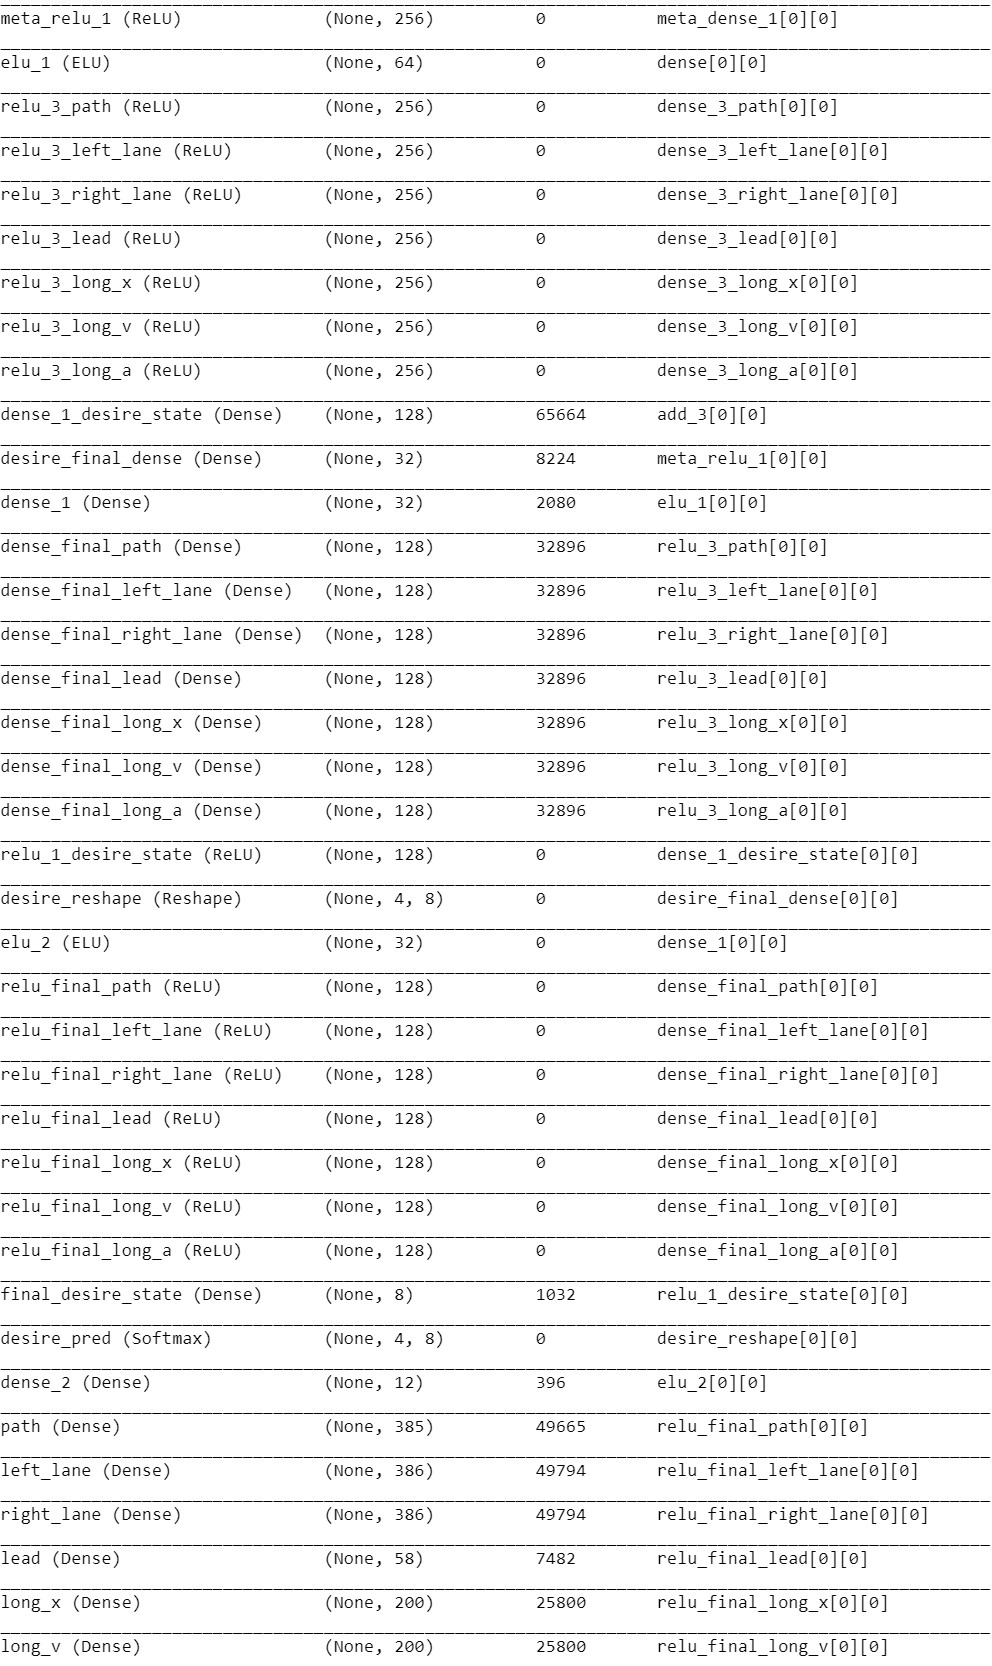 meta_relu_1 (ReLU) (None, 256) 0 meta_dense_1[0][0]
elu_1 (ELU) (None, 64) 0 dense[0][0]
relu_3_path (ReLU) (None, 256) 0 dense_3_path[0][0]
relu_3_left_lane (ReLU) (None, 256) 0 dense_3_left_lane[0][0]
relu_3_right_lane (ReLU) (None, 256) 0 dense_3_right_lane[0][0]
relu_3_lead (ReLU) (None, 256) 0 dense_3_lead[0][0]
relu_3_long_x (ReLU) (None, 256) 0 dense_3_long_x[0][0]
relu_3_long_v (ReLU) (None, 256) 0 dense_3_long_v[0][0]
relu_3_long_a (ReLU) (None, 256) 0 dense_3_long_a[0][0]
dense_1_desire_state (Dense) (None, 128) 65664 add_3[0][0]
desire_final_dense (Dense) (None, 32) 8224 meta_relu_1[0][0]
dense_1 (Dense) (None, 32) 2080 elu_1[0][0]
dense_final_path (Dense) (None, 128) 32896 relu_3_path[0][0]
dense_final_left_lane (Dense) (None, 128) 32896 relu_3_left_lane[0][0]
dense_final_right_lane (Dense) (None, 128) 32896 relu_3_right_lane[0][0]
dense_final_lead (Dense) (None, 128) 32896 relu_3_lead[0][0]
dense_final_long_x (Dense) (None, 128) 32896 relu_3_long_x[0][0]
dense_final_long_v (Dense) (None, 128) 32896 relu_3_long_v[0][0]
dense_final_long_a (Dense) (None, 128) 32896 relu_3_long_a[0][0]
relu_1_desire_state (ReLU) (None, 128) 0 dense_1_desire_state[0][0]
desire_reshape (Reshape) (None, 4, 8) 0 desire_final_dense[0][0]
elu_2 (ELU) (None, 32) 0 dense_1[0][0]
relu_final_path (ReLU) (None, 128) 0 dense_final_path[0][0]
relu_final_left_lane (ReLU) (None, 128) 0 dense_final_left_lane[0][0]
relu_final_right_lane (ReLU) (None, 128) 0 dense_final_right_lane[0][0]
relu_final_lead (ReLU) (None, 128) 0 dense_final_lead[0][0]
relu_final_long_x (ReLU) (None, 128) 0 dense_final_long_x[0][0]
relu_final_long_v (ReLU) (None, 128) 0 dense_final_long_v[0][0]
relu_final_long_a (ReLU) (None, 128) 0 dense_final_long_a[0][0]
final_desire_state (Dense) (None, 8) 1032 relu_1_desire_state[0][0]
desire_pred (Softmax) (None, 4, 8) 0 desire_reshape[0][0]
dense_2 (Dense) (None, 12) 396 elu_2[0][0]
path (Dense) (None, 385) 49665 relu_final_path[0][0]
left_lane (Dense) (None, 386) 49794 relu_final_left_lane[0][0]
right_lane (Dense) (None, 386) 49794 relu_final_right_lane[0][0]
lead (Dense) (None, 58) 7482 relu_final_lead[0][0]
long_x (Dense) (None, 200) 25800 relu_final_long_x[0][0]
long_v (Dense) (None, 200) 25800 relu_final_long_v[0][0]